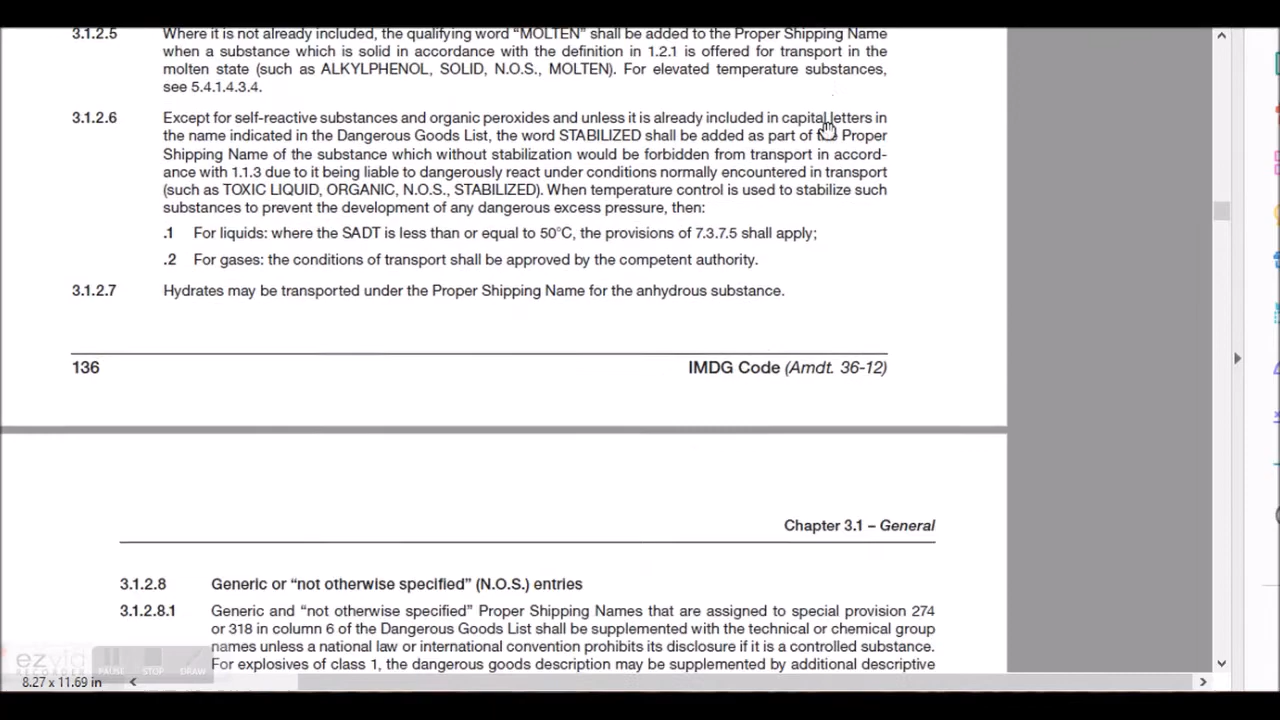 3.1.2.5 Where it is not already included, the qualifying word “MOLTEN” shall be added to the Proper Shipping Name
when a substance which is solid in accordance with the definition in 1.2.1 is offered for transport in the
molten state (such as ALKYLPHENOL, SOLID, N.O.S., MOLTEN). For elevated temperature substances,
see 5.4.1.4.3.4.
3.1.2.6 Except for self-reactive substances and organic peroxides and unless it is already included in capital letters in
the name indicated in the Dangerous Goods List, the word STABILIZED shall be added as part of the Proper
Shipping Name of the substance which without stabilization would be forbidden from transport in accord-
ance with 1.1.3 due to it being liable to dangerously react under conditions normally encountered in transport
(such as TOXIC LIQUID, ORGANIC, N.O.S., STABILIZED). When temperature control is used to stabilize such
substances to prevent the development of any dangerous excess pressure, then:
.1 For liquids: where the SADT is less than or equal to 50°C, the provisions of 7.3.7.5 shall apply;
.2 For gases: the conditions of transport shall be approved by the competent authority.
3.1.2.7 Hydrates may be transported under the Proper Shipping Name for the anhydrous substance.
136 IMDG Code (Amdt. 36-12)
Chapter 3.1 – General
3.1.2.8 Generic or “not otherwise specified” (N.O.S.) entries
3.1.2.8.1 Generic and “not otherwise specified” Proper Shipping Names that are assigned to special provision 274
or 318 in column 6 of the Dangerous Goods List shall be supplemented with the technical or chemical group
names unless a national law or international convention prohibits its disclosure if it is a controlled substance.
For explosives of class 1, the dangerous goods description may be supplemented by additional descriptive
ezvid
RECORDER
PAUSE STOP DRAW
8.27 x 11.69 in